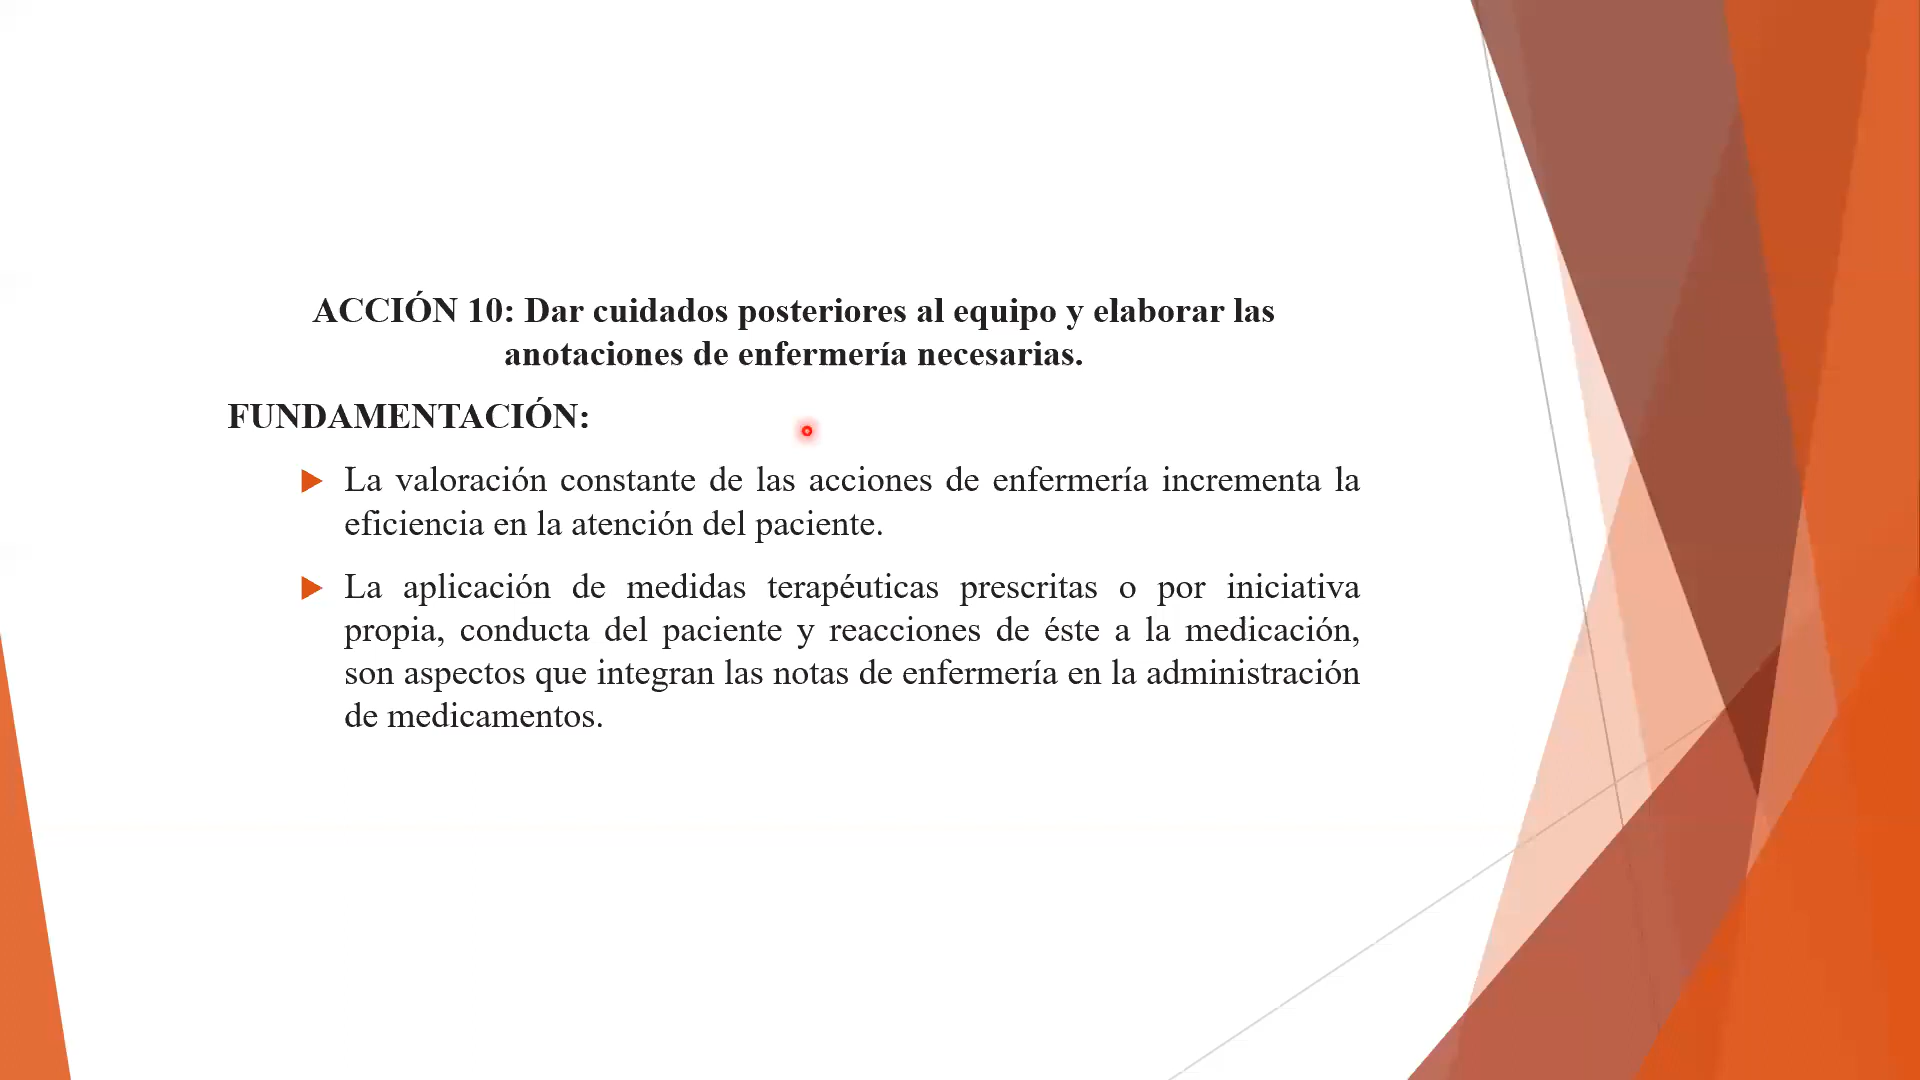 ACCIÓN 10: Dar cuidados posteriores al equipo y elaborar las
anotaciones de enfermería necesarias.
FUNDAMENTACIÓN:
La valoración constante de las acciones de enfermería incrementa la
eficiencia en la atención del paciente.
La aplicación de medidas terapéuticas prescritas o por iniciativa
propia, conducta del paciente y reacciones de éste a la medicación,
son aspectos que integran las notas de enfermería en la administración
de medicamentos.